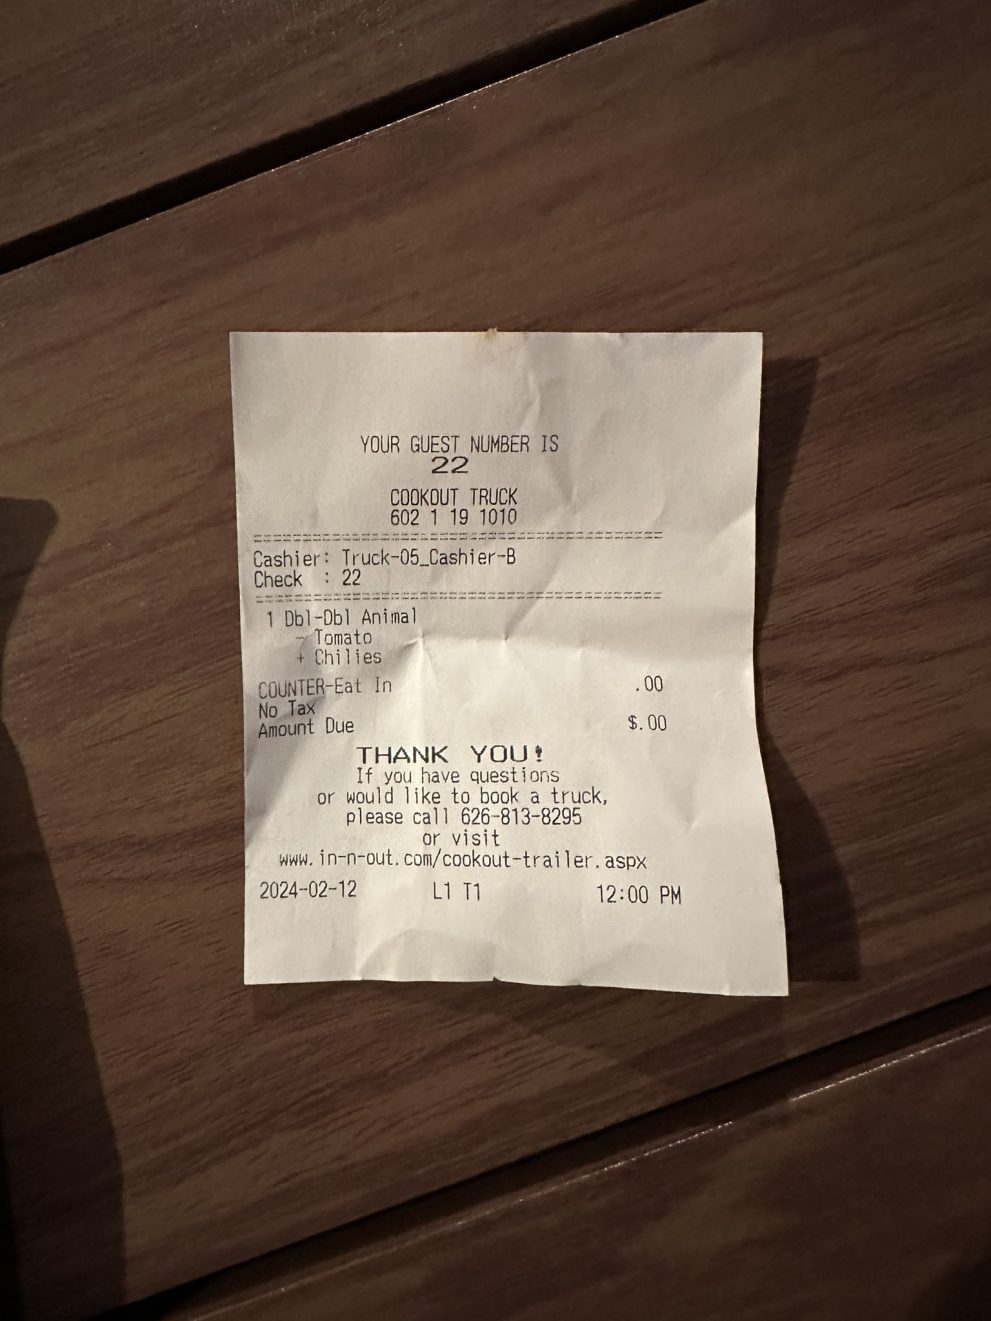 YOUR GUEST NUMBER IS
22
COOKOUT TRUCK
602 1 19 1010
========================================
Cashier: Truck-05_Cashier-B
Check : 22
========================================
1 Dbl-Dbl Animal
- Tomato
+ Chilies
COUNTER-Eat In .00
No Tax
Amount Due $.00
THANK YOU!
If you have questions
or would like to book a truck,
please call 626-813-8295
or visit
www.in-n-out.com/cookout-trailer.aspx
2024-02-12 L1 T1 12:00 PM